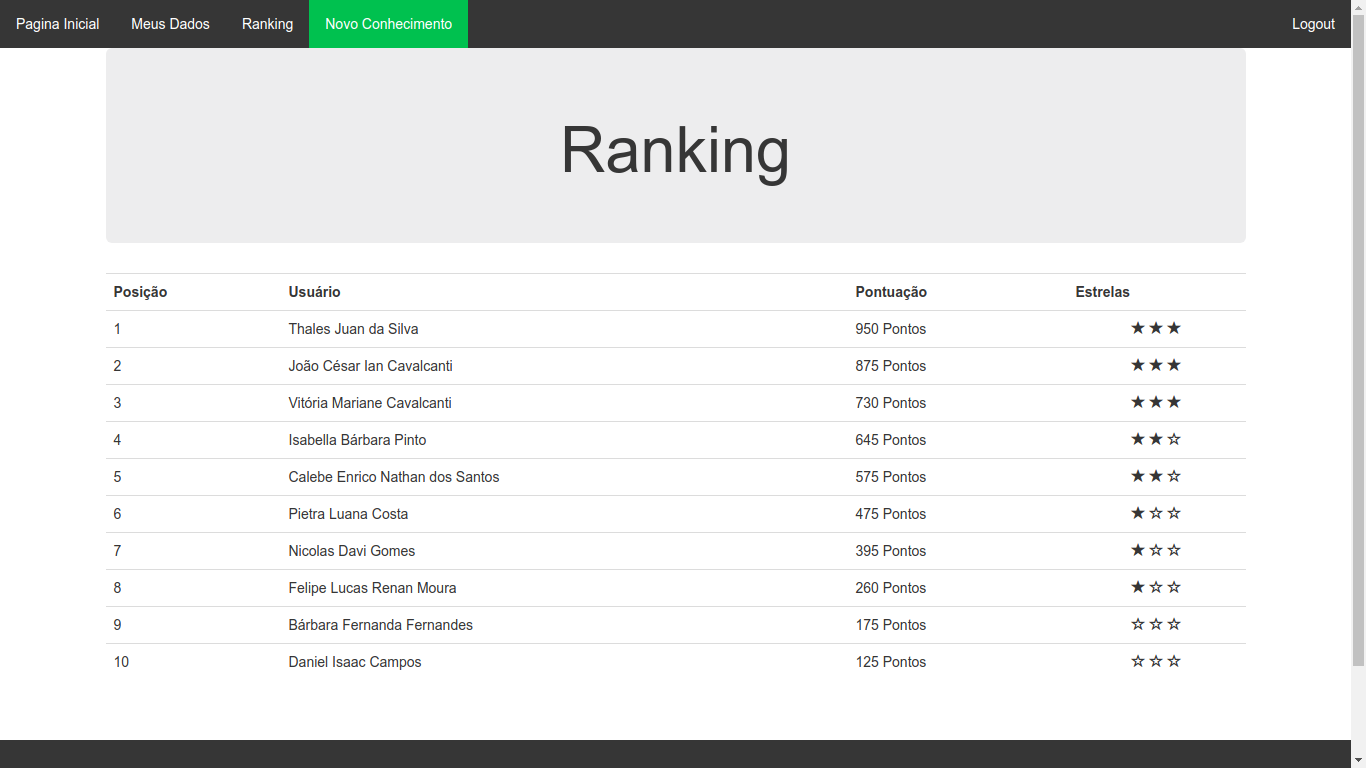 Pagina Inicial Meus Dados Ranking Novo Conhecimento Logout
Ranking
Posição Usuário Pontuação Estrelas
1 Thales Juan da Silva 950 Pontos ★ ★ ★
2 João César Ian Cavalcanti 875 Pontos ★ ★ ★
3 Vitória Mariane Cavalcanti 730 Pontos ★ ★ ★
4 Isabella Bárbara Pinto 645 Pontos ★ ★ ☆
5 Calebe Enrico Nathan dos Santos 575 Pontos ★ ★ ☆
6 Pietra Luana Costa 475 Pontos ★ ☆ ☆
7 Nicolas Davi Gomes 395 Pontos ★ ☆ ☆
8 Felipe Lucas Renan Moura 260 Pontos ★ ☆ ☆
9 Bárbara Fernanda Fernandes 175 Pontos ☆ ☆ ☆
10 Daniel Isaac Campos 125 Pontos ☆ ☆ ☆